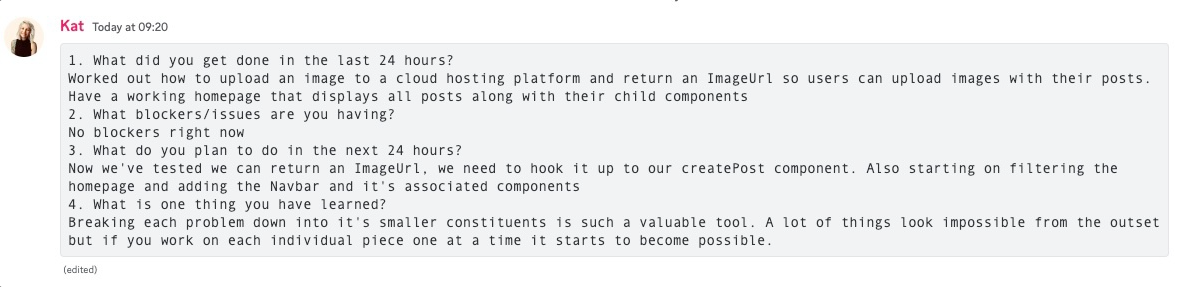 Kat Today at 09:20
1. What did you get done in the last 24 hours?
Worked out how to upload an image to a cloud hosting platform and return an ImageUrl so users can upload images with their posts.
Have a working homepage that displays all posts along with their child components
2. What blockers/issues are you having?
No blockers right now
3. What do you plan to do in the next 24 hours?
Now we've tested we can return an ImageUrl, we need to hook it up to our createPost component. Also starting on filtering the
homepage and adding the Navbar and it's associated components
4. What is one thing you have learned?
Breaking each problem down into it's smaller constituents is such a valuable tool. A lot of things look impossible from the outset
but if you work on each individual piece one at a time it starts to become possible.
(edited)